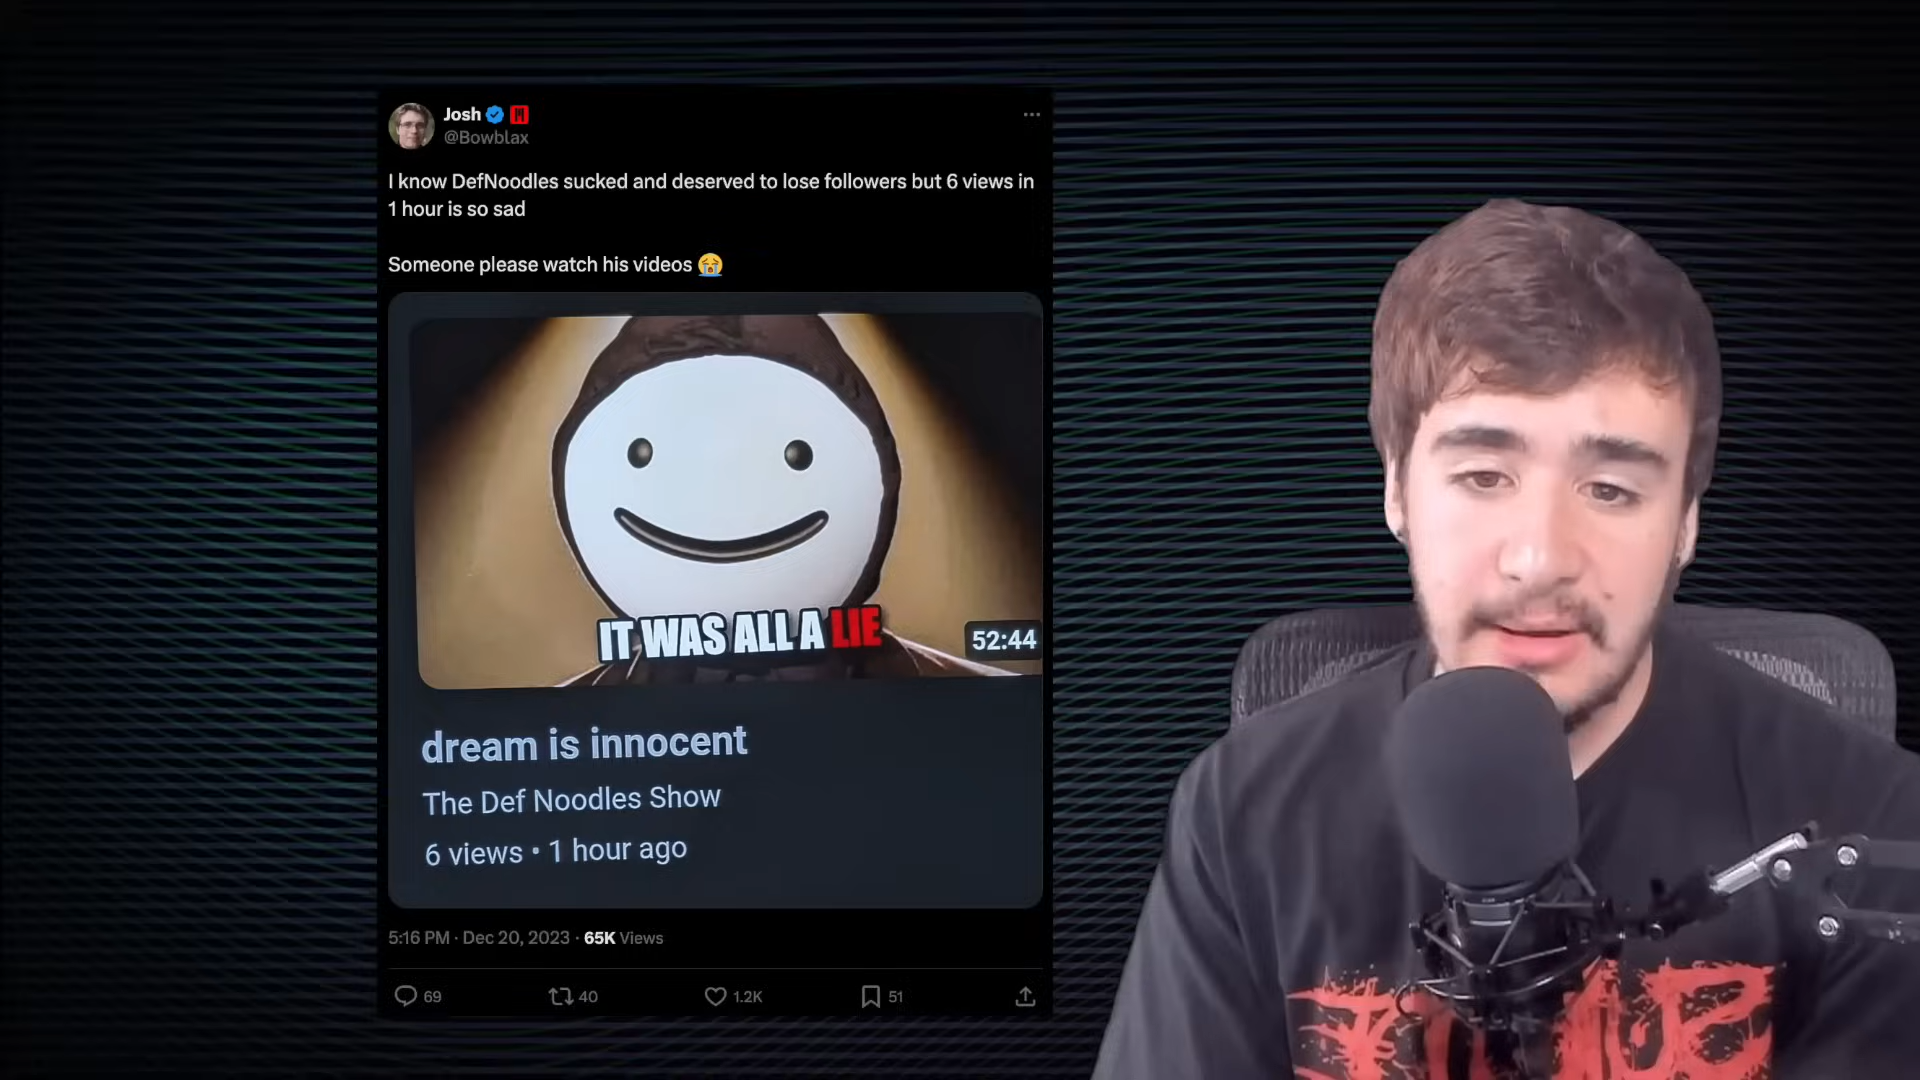 Josh
@Bowblax
I know DefNoodles sucked and deserved to lose followers but 6 views in
1 hour is so sad
Someone please watch his videos 😭
IT WAS ALL A LIE
52:44
dream is innocent
The Def Noodles Show
6 views • 1 hour ago
5:16 PM · Dec 20, 2023 · 65K Views
69 40 1.2K 51